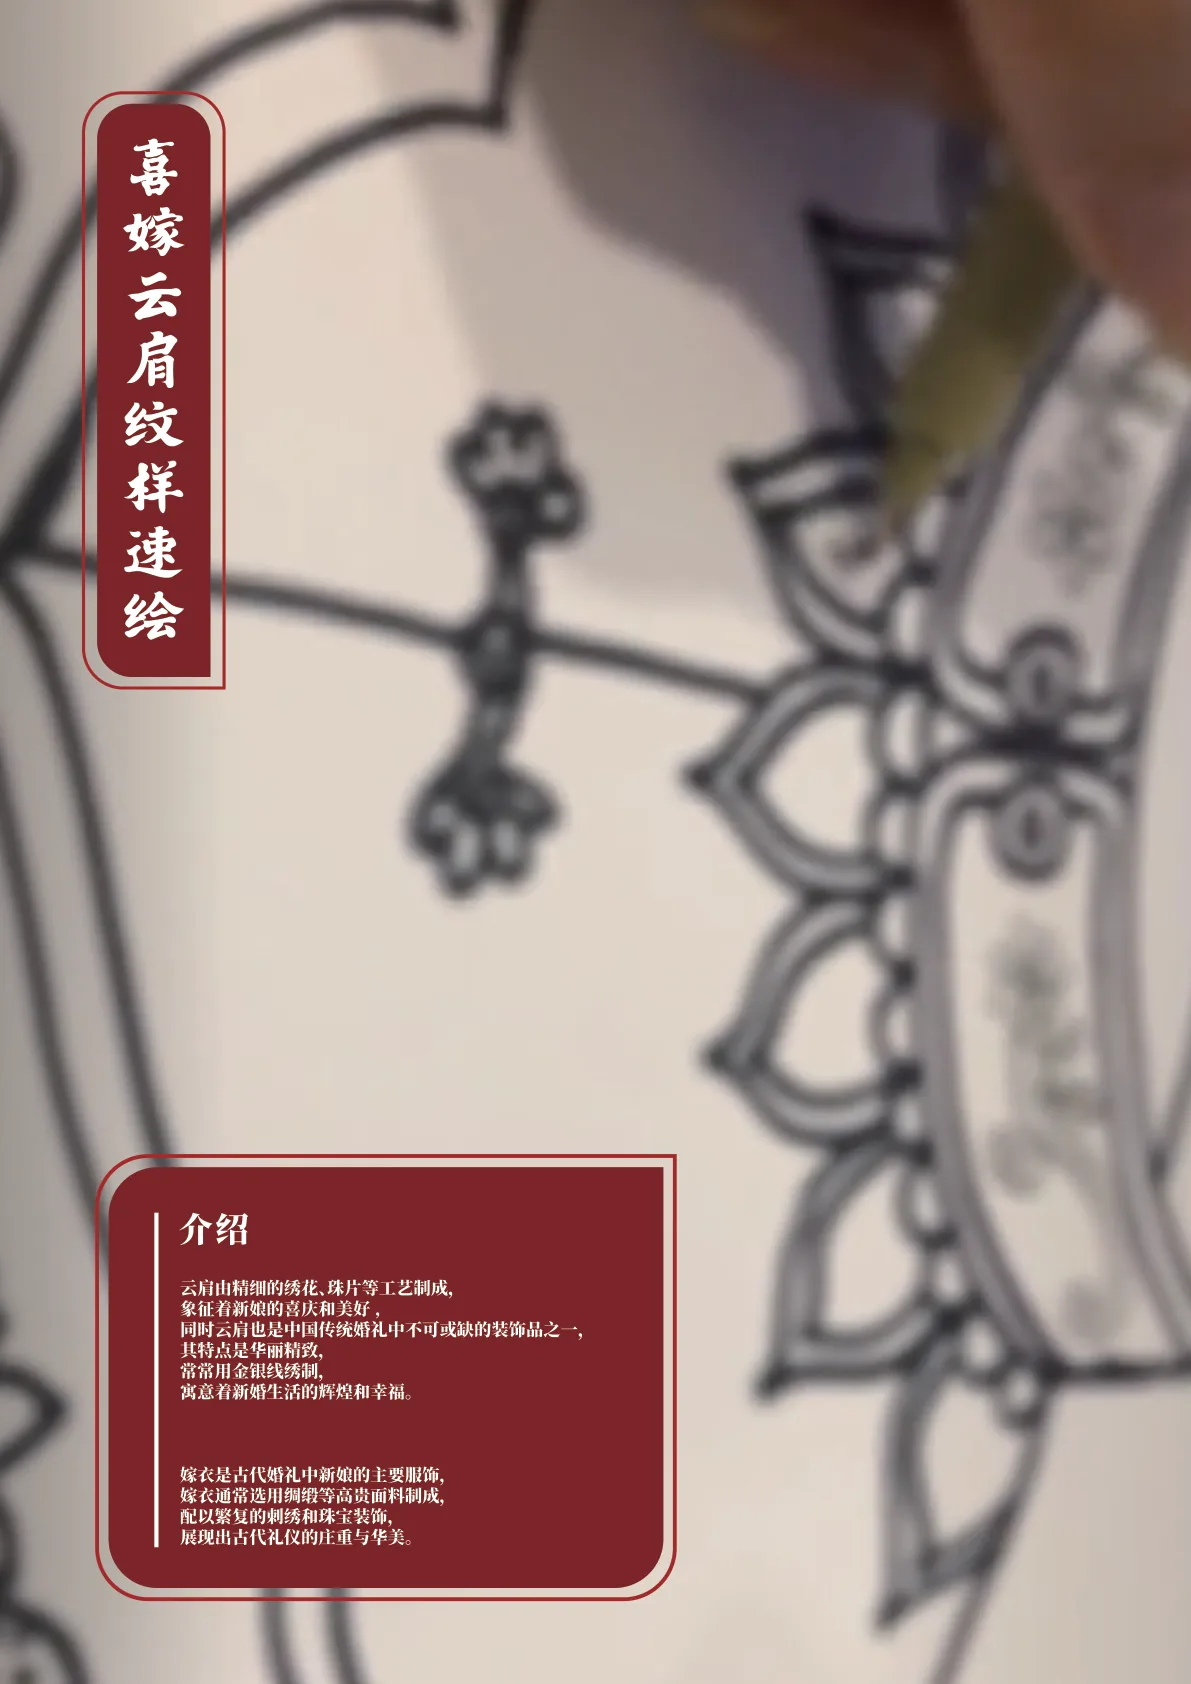 喜嫁云肩纹样速绘
介绍
云肩由精细的绣花、珠片等工艺制成,
象征着新娘的喜庆和美好,
同时云肩也是中国传统婚礼中不可或缺的装饰品之一,
其特点是华丽精致,
常常用金银线绣制,
寓意着新婚生活的辉煌和幸福。
嫁衣是古代婚礼中新娘的主要服饰,
嫁衣通常选用绸缎等高贵面料制成,
配以繁复的刺绣和珠宝装饰,
展现出古代礼仪的庄重与华美。